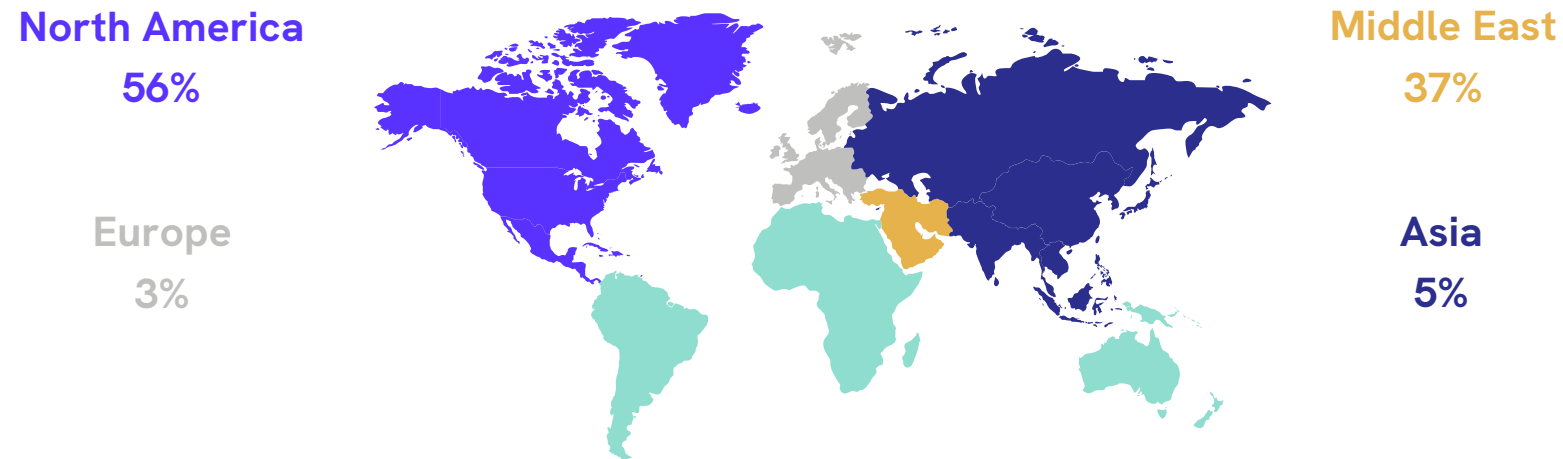 North America
56%
Europe
3%
Middle East
37%
Asia
5%